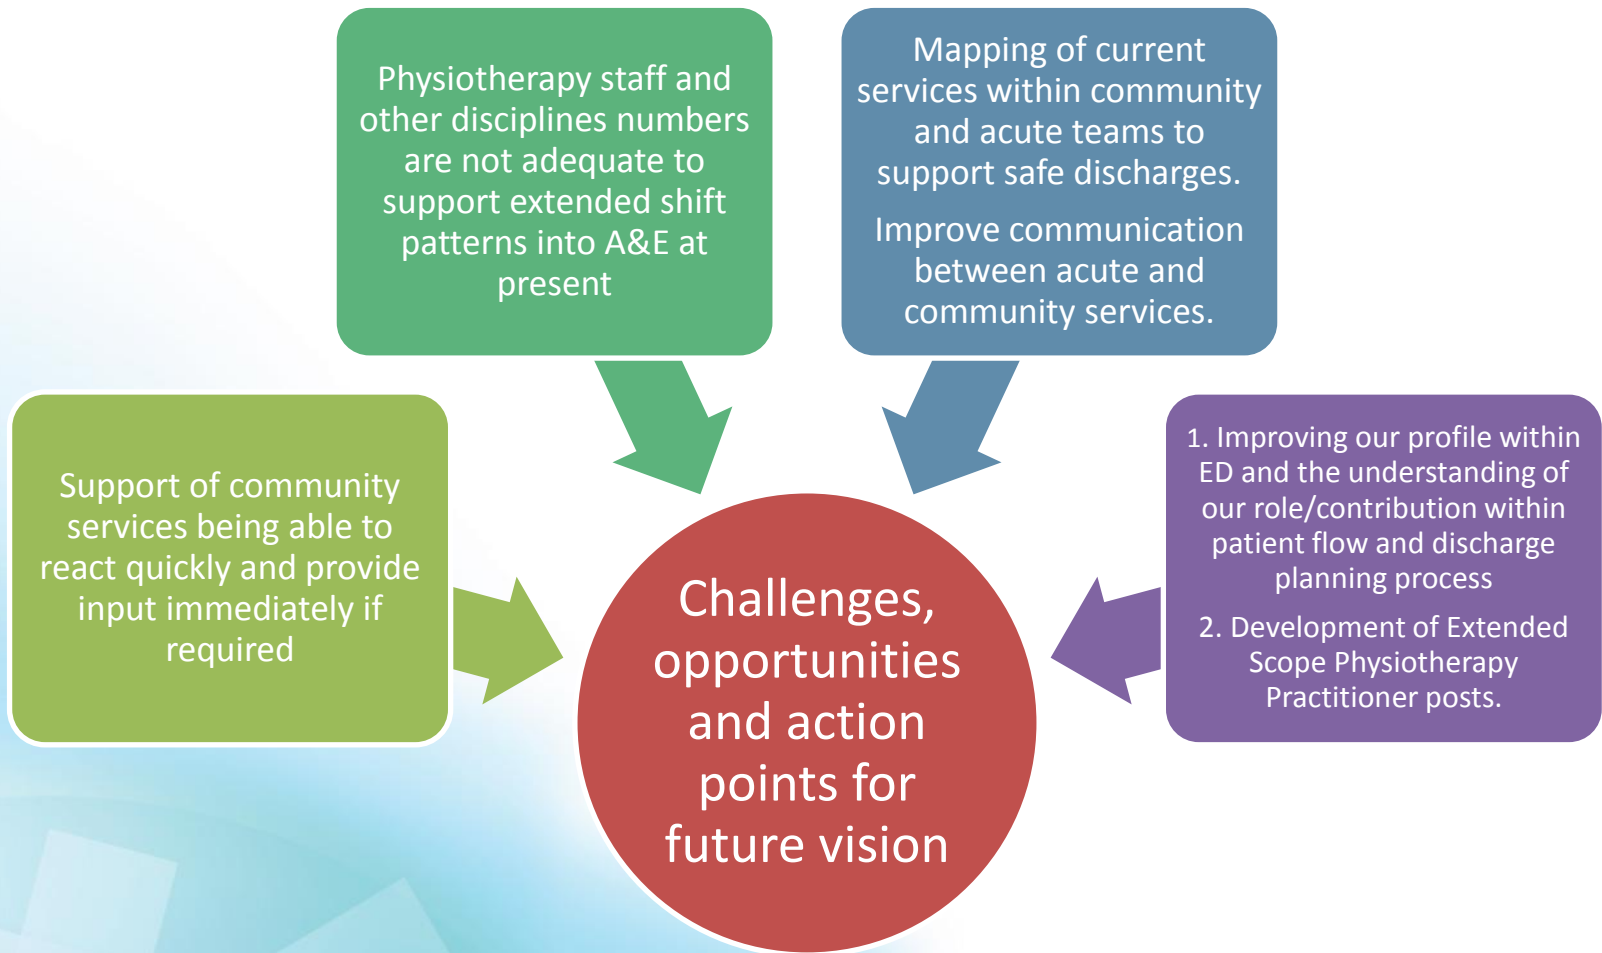 Physiotherapy staff and
other disciplines numbers
are not adequate to
support extended shift
patterns into A&E at
present
Mapping of current
services within community
and acute teams to
support safe discharges.
Improve communication
between acute and
community services.
Support of community
services being able to
react quickly and provide
input immediately if
required
1. Improving our profile within
ED and the understanding of
our role/contribution within
patient flow and discharge
planning process
2. Development of Extended
Scope Physiotherapy
Practitioner posts.
Challenges,
opportunities
and action
points for
future vision